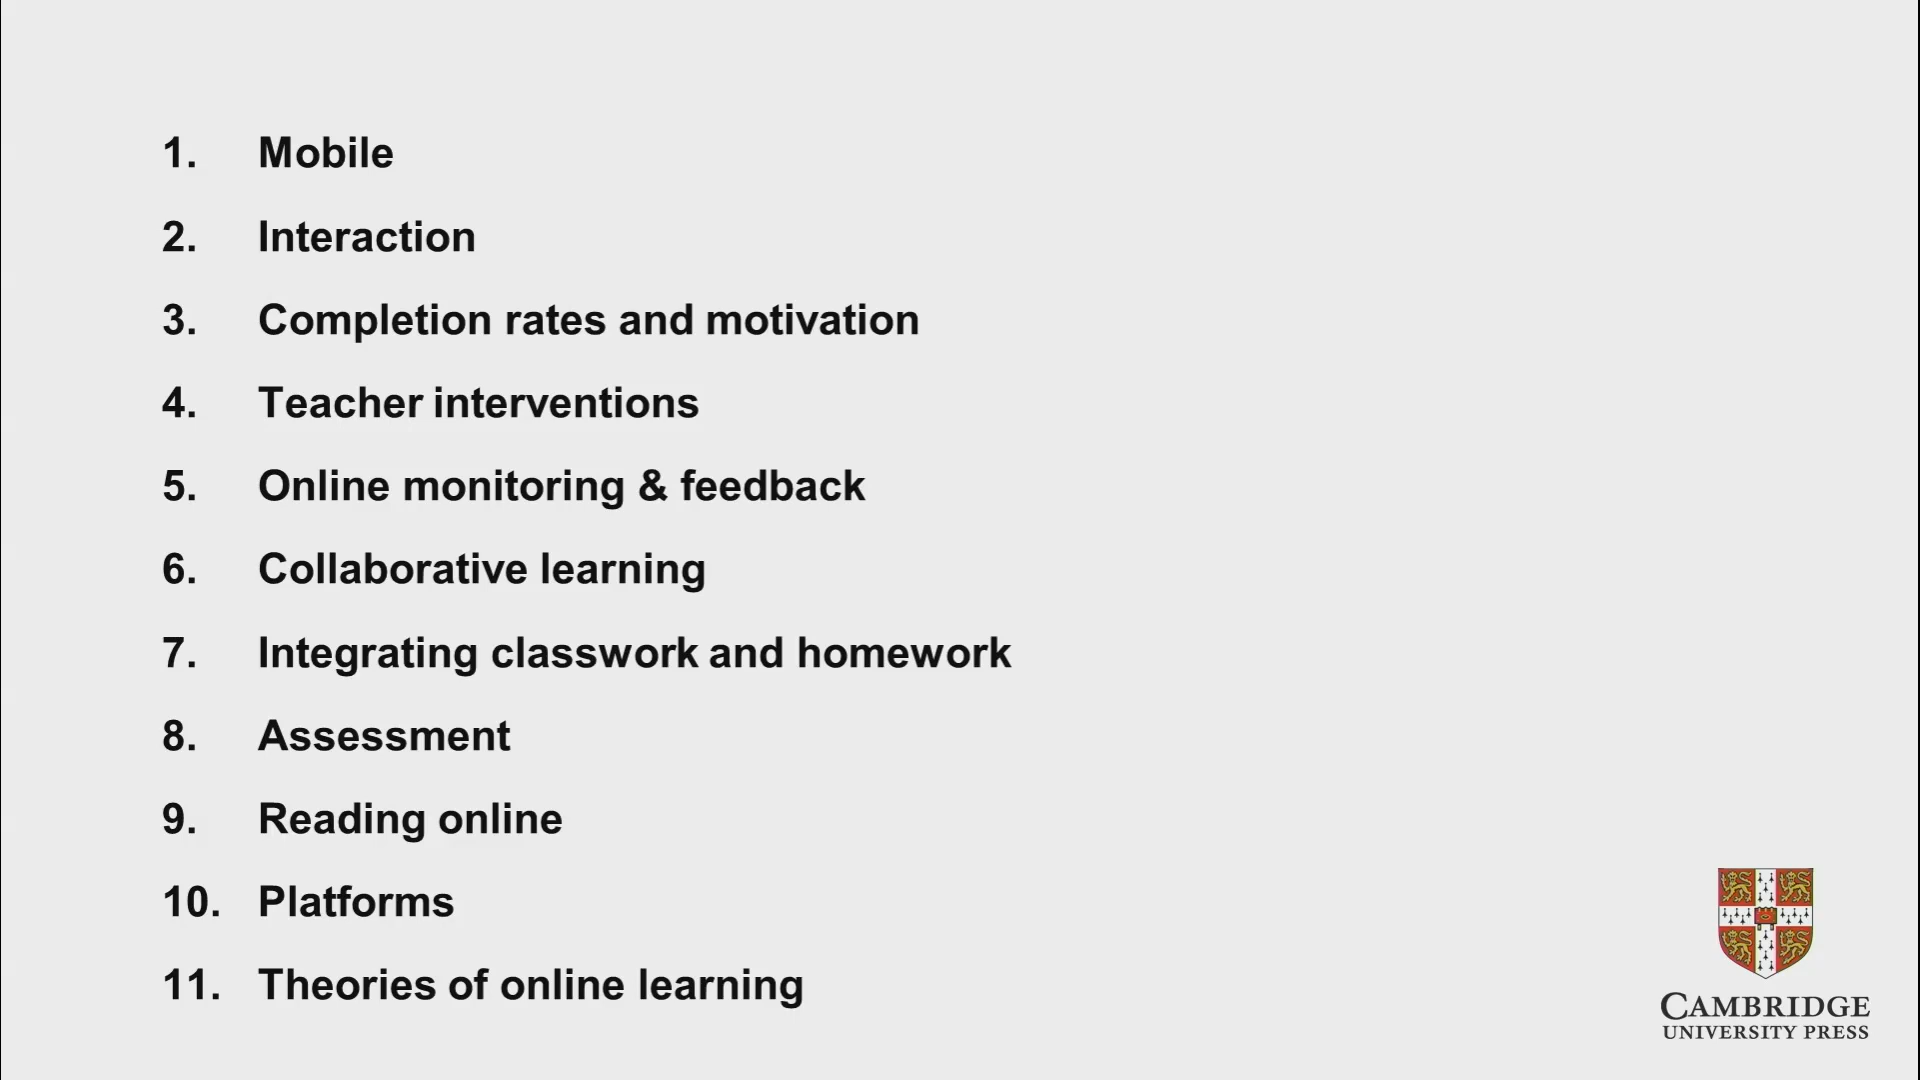 1. Mobile
2. Interaction
3. Completion rates and motivation
4. Teacher interventions
5. Online monitoring & feedback
6. Collaborative learning
7. Integrating classwork and homework
8. Assessment
9. Reading online
10. Platforms
11. Theories of online learning
CAMBRIDGE
UNIVERSITY PRESS